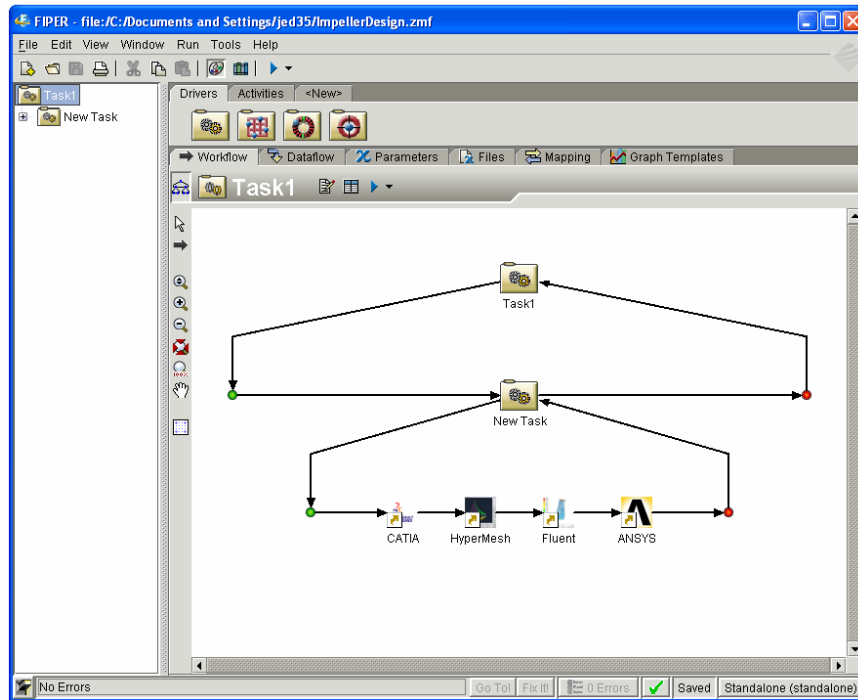 FIPER - file:/C:/Documents and Settings/jed35/ImpellerDesign.zmf
File Edit View Window Run Tools Help
Task1
New Task
Drivers Activities <New>
Workflow Dataflow Parameters Files Mapping Graph Templates
Task1
100%
Task1
New Task
CATIA HyperMesh Fluent ANSYS
No Errors Go To! Fix It! 0 Errors Saved Standalone (standalone)